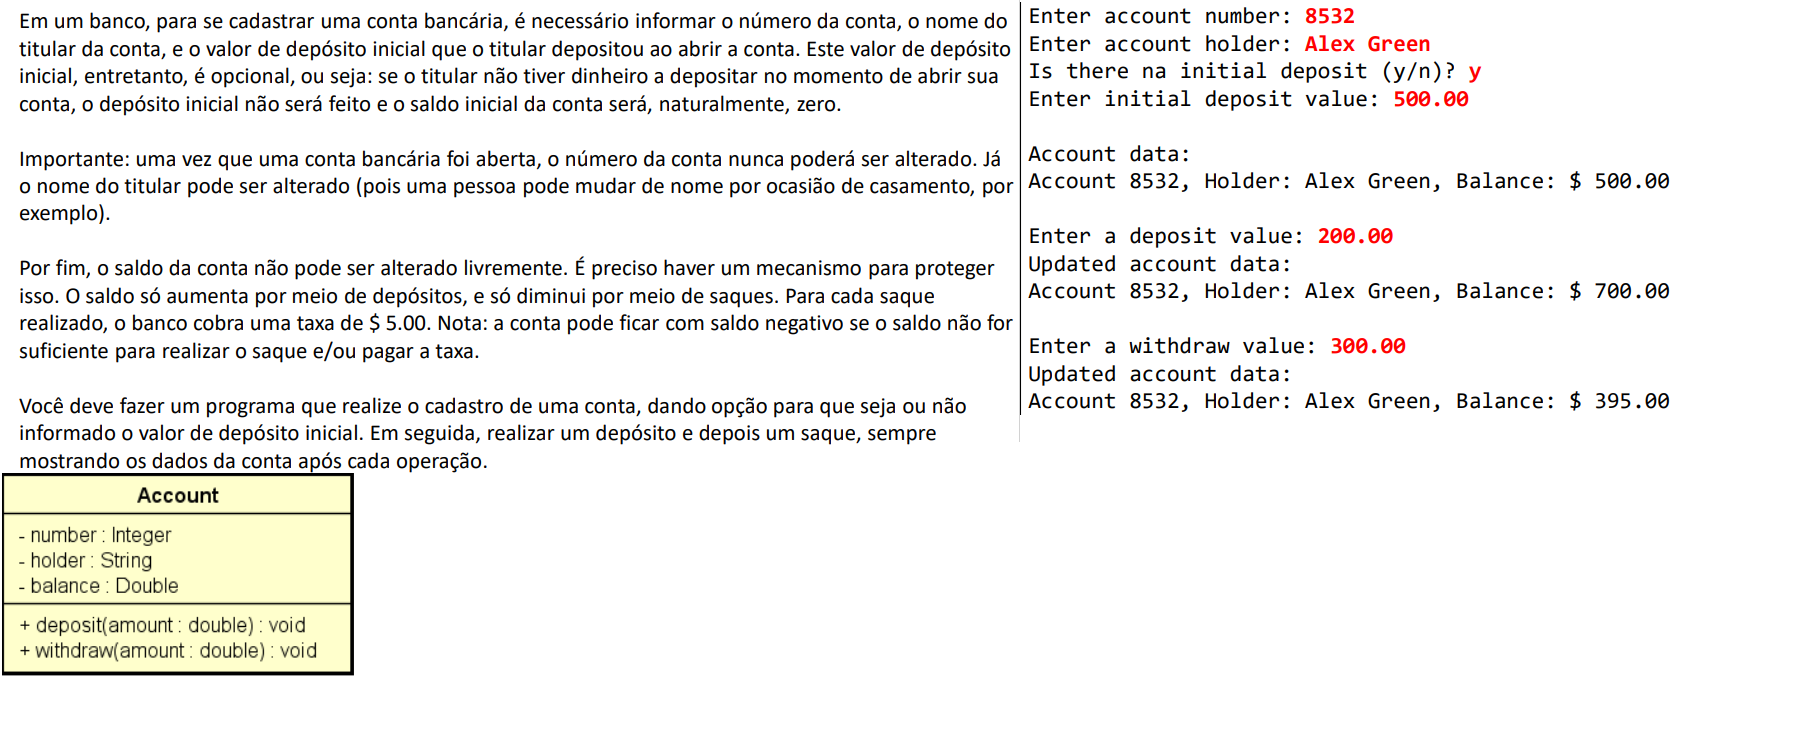 Em um banco, para se cadastrar uma conta bancária, é necessário informar o número da conta, o nome do
titular da conta, e o valor de depósito inicial que o titular depositou ao abrir a conta. Este valor de depósito
inicial, entretanto, é opcional, ou seja: se o titular não tiver dinheiro a depositar no momento de abrir sua
conta, o depósito inicial não será feito e o saldo inicial da conta será, naturalmente, zero.
Importante: uma vez que uma conta bancária foi aberta, o número da conta nunca poderá ser alterado. Já
o nome do titular pode ser alterado (pois uma pessoa pode mudar de nome por ocasião de casamento, por
exemplo).
Por fim, o saldo da conta não pode ser alterado livremente. É preciso haver um mecanismo para proteger
isso. O saldo só aumenta por meio de depósitos, e só diminui por meio de saques. Para cada saque
realizado, o banco cobra uma taxa de $ 5.00. Nota: a conta pode ficar com saldo negativo se o saldo não for
suficiente para realizar o saque e/ou pagar a taxa.
Você deve fazer um programa que realize o cadastro de uma conta, dando opção para que seja ou não
informado o valor de depósito inicial. Em seguida, realizar um depósito e depois um saque, sempre
mostrando os dados da conta após cada operação.
Enter account number: 8532
Enter account holder: Alex Green
Is there na initial deposit (y/n)? y
Enter initial deposit value: 500.00
Account data:
Account 8532, Holder: Alex Green, Balance: $ 500.00
Enter a deposit value: 200.00
Updated account data:
Account 8532, Holder: Alex Green, Balance: $ 700.00
Enter a withdraw value: 300.00
Updated account data:
Account 8532, Holder: Alex Green, Balance: $ 395.00
Account
- number : Integer
- holder : String
- balance : Double
+ deposit(amount : double) : void
+ withdraw(amount : double) : void